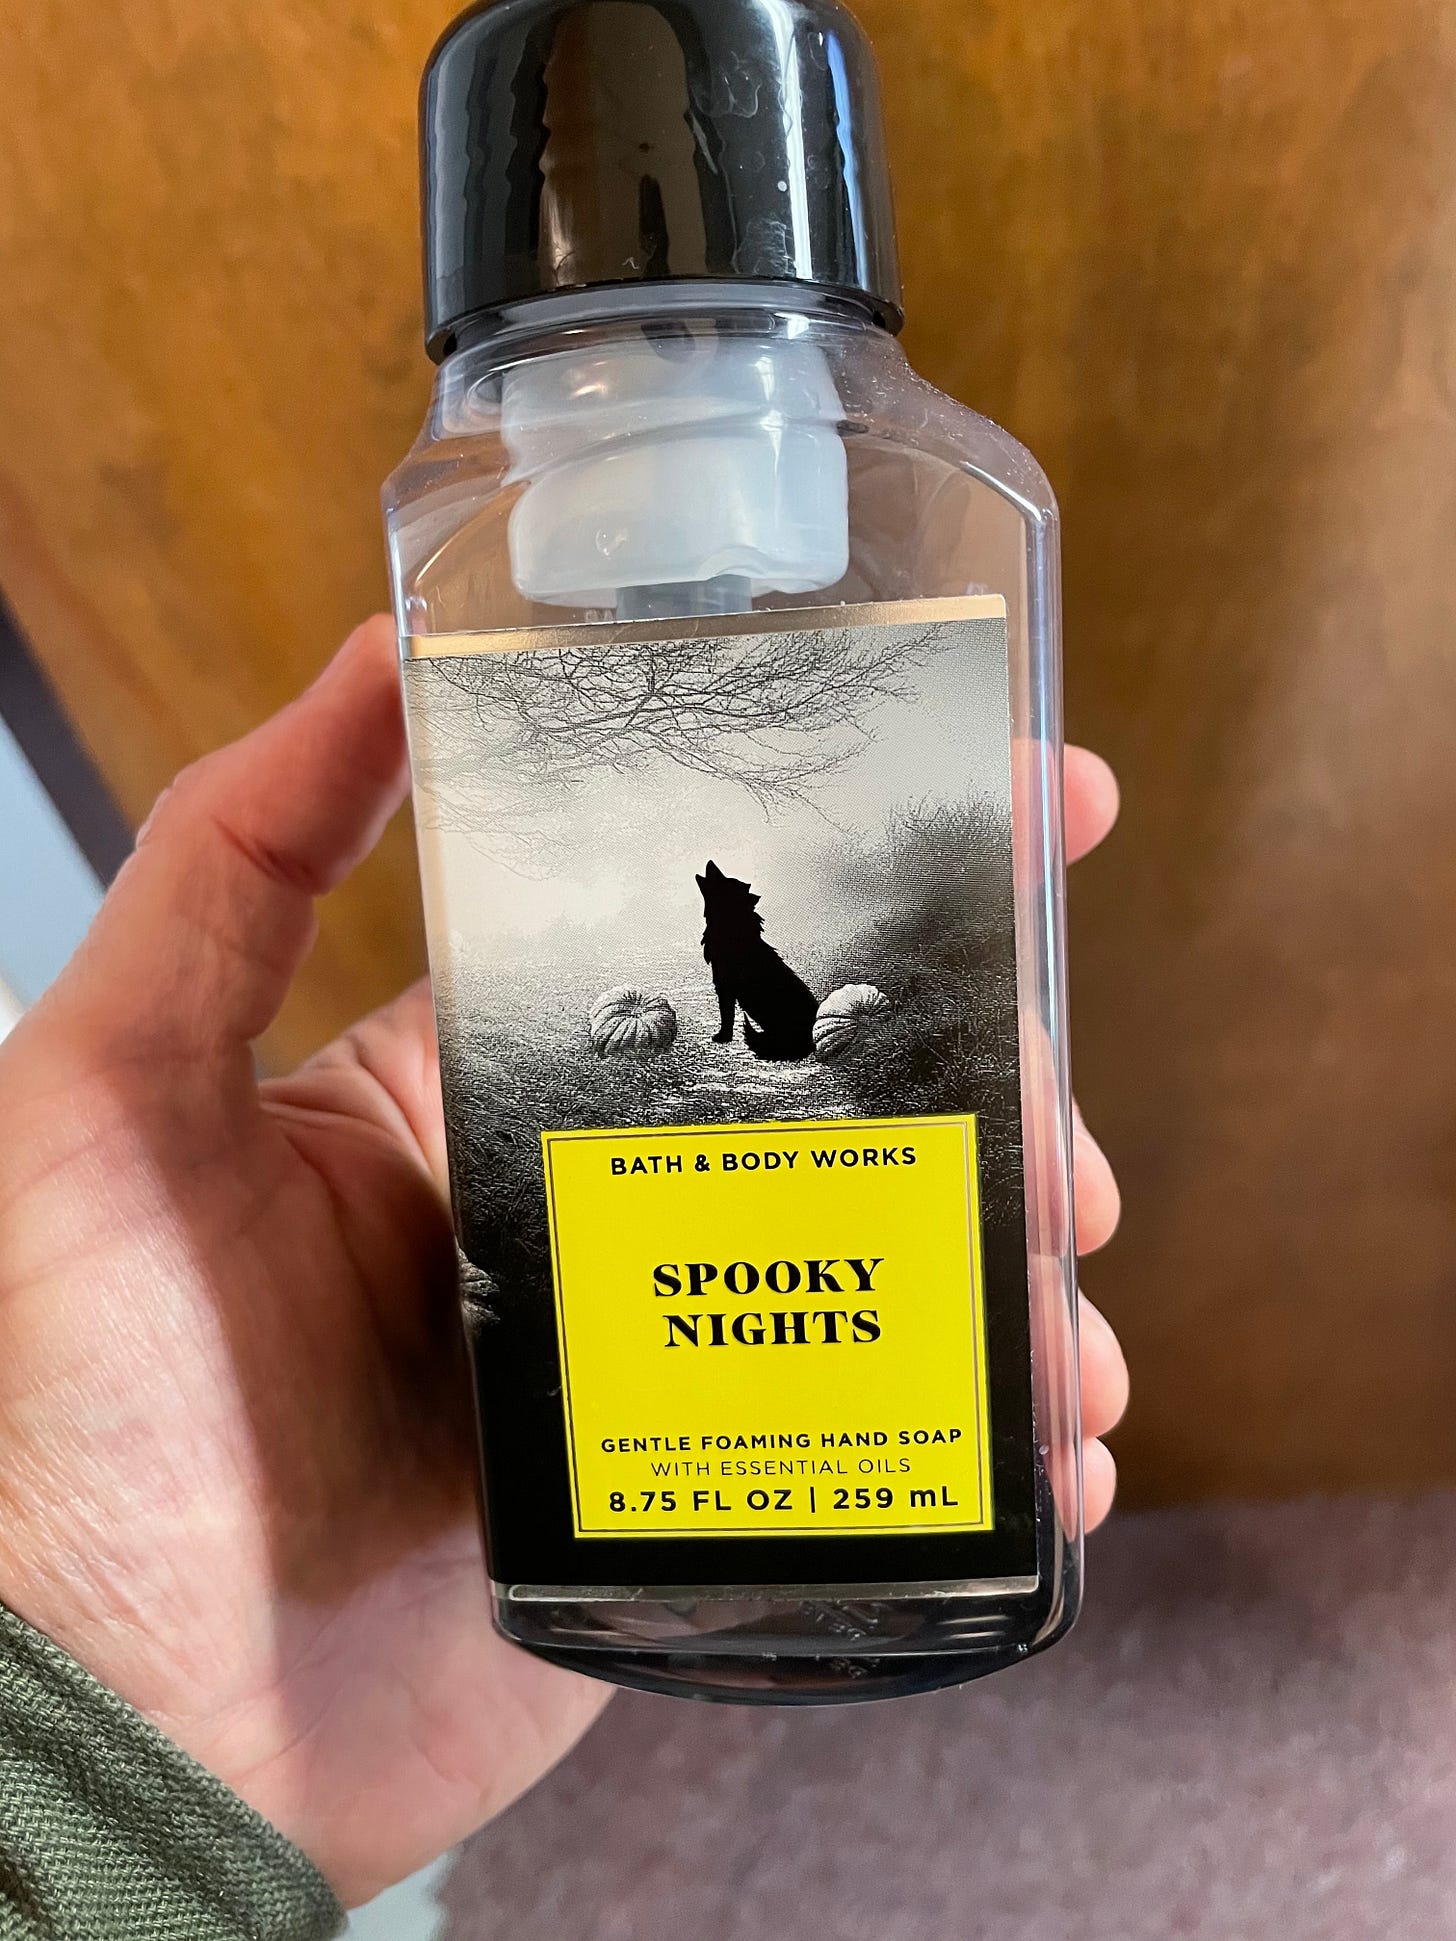 BATH & BODY WORKS
SPOOKY
NIGHTS
GENTLE FOAMING HAND SOAP
WITH ESSENTIAL OILS
8.75 FL OZ | 259 mL